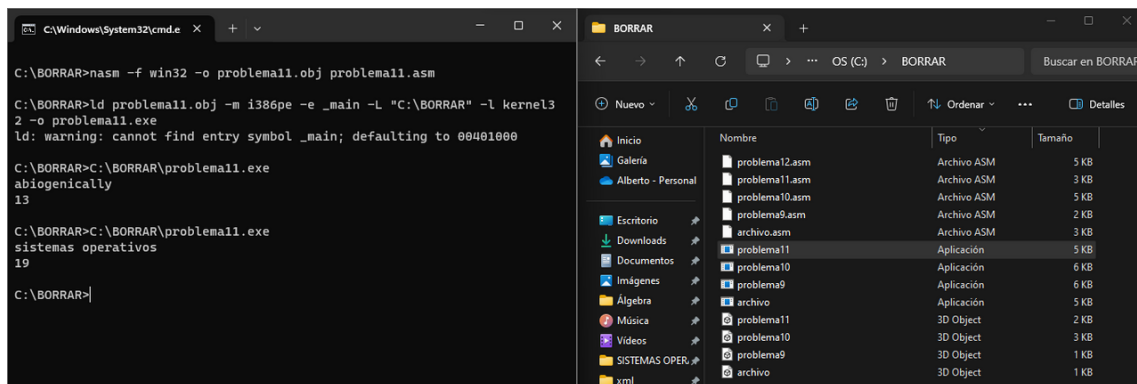 C:\Windows\System32\cmd.e
C:\BORRAR>nasm -f win32 -o problema11.obj problema11.asm
C:\BORRAR>ld problema11.obj -m i386pe -e _main -L "C:\BORRAR" -l kernel3
2 -o problema11.exe
ld: warning: cannot find entry symbol _main; defaulting to 00401000
C:\BORRAR>C:\BORRAR\problema11.exe
abiogenically
13
C:\BORRAR>C:\BORRAR\problema11.exe
sistemas operativos
19
C:\BORRAR>
BORRAR
OS (C:) > BORRAR
Buscar en BORRAR
Nuevo
Ordenar
Detalles
Inicio
Galería
Alberto - Personal
Escritorio
Downloads
Documentos
Imágenes
Álgebra
Música
Vídeos
SISTEMAS OPER
xml
Nombre Tipo Tamaño
problema12.asm Archivo ASM 5 KB
problema11.asm Archivo ASM 3 KB
problema10.asm Archivo ASM 5 KB
problema9.asm Archivo ASM 2 KB
archivo.asm Archivo ASM 3 KB
problema11 Aplicación 5 KB
problema10 Aplicación 6 KB
problema9 Aplicación 6 KB
archivo Aplicación 5 KB
problema11 3D Object 2 KB
problema10 3D Object 3 KB
problema9 3D Object 1 KB
archivo 3D Object 1 KB